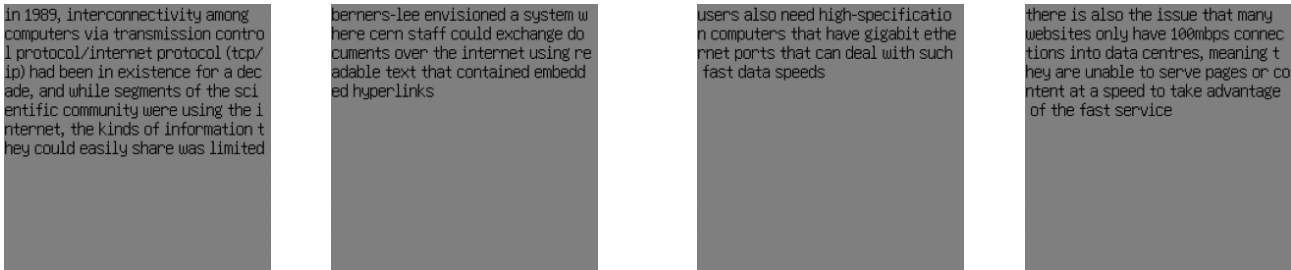 in 1989, interconnectivity among
computers via transmission contro
l protocol/internet protocol (tcp/
ip) had been in existence for a dec
ade, and while segments of the sci
entific community were using the i
nternet, the kinds of information t
hey could easily share was limited
berners-lee envisioned a system w
here cern staff could exchange do
cuments over the internet using re
adable text that contained embedd
ed hyperlinks
users also need high-specificatio
n computers that have gigabit ethe
rnet ports that can deal with such
fast data speeds
there is also the issue that many
websites only have 100mbps connec
tions into data centres, meaning t
hey are unable to serve pages or co
ntent at a speed to take advantage
of the fast service